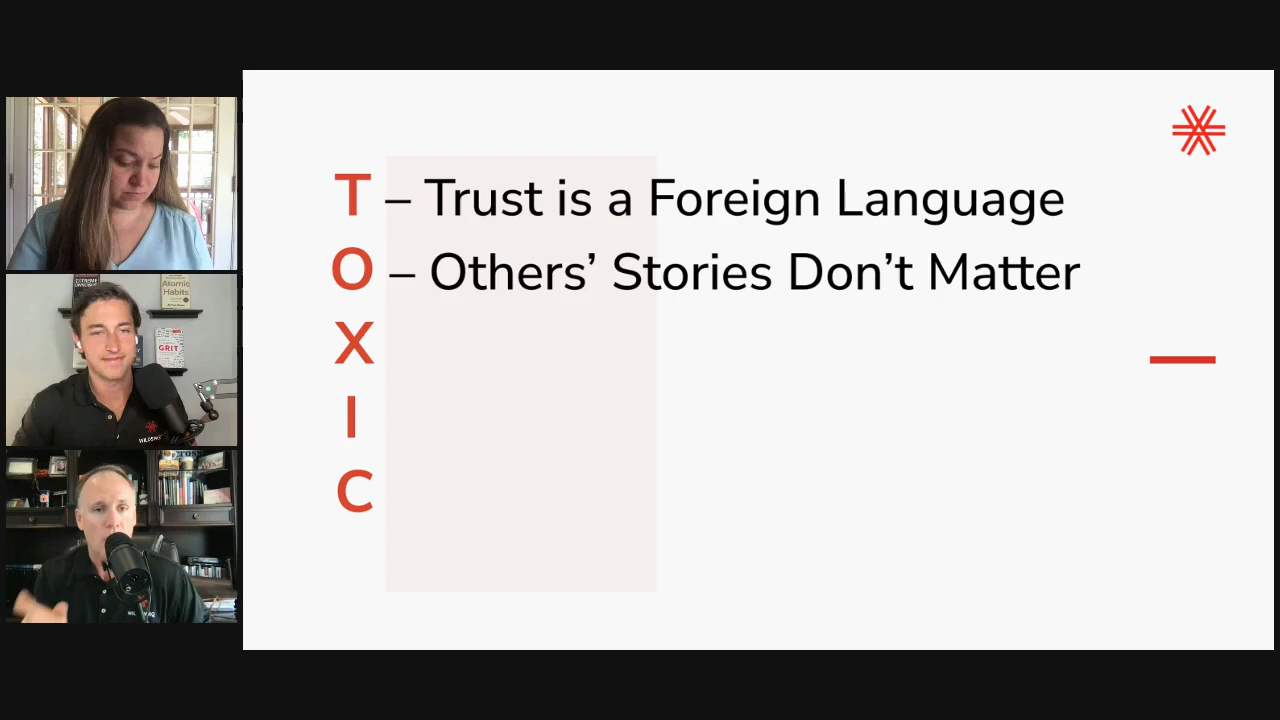 T – Trust is a Foreign Language
O – Others’ Stories Don’t Matter
X
I
C
Atomic
Habits
GRIT